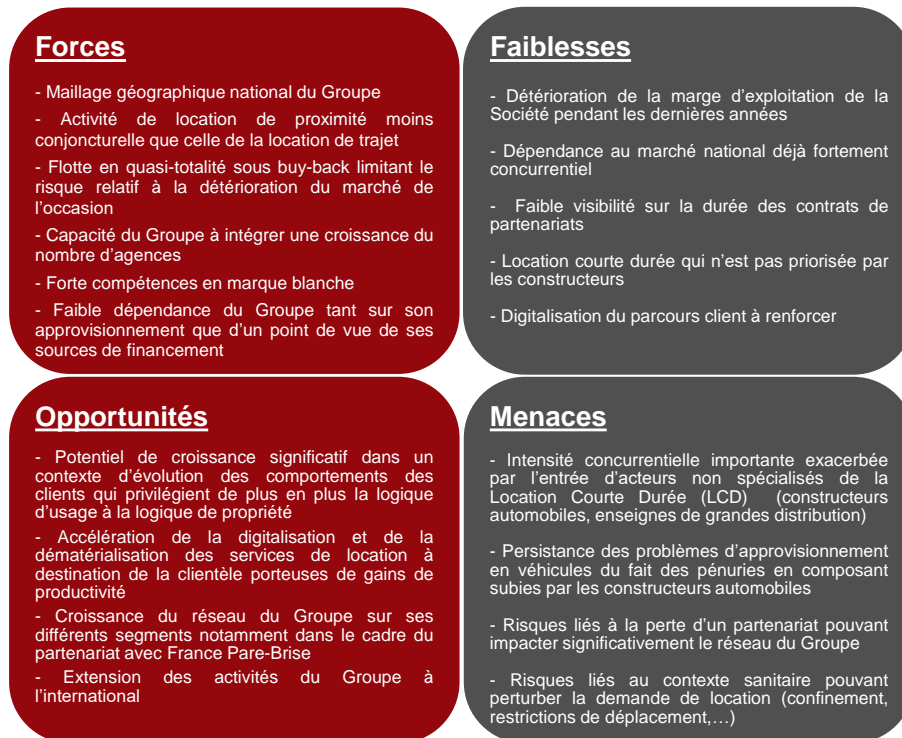 Forces
- Maillage géographique national du Groupe
- Activité de location de proximité moins
conjoncturelle que celle de la location de trajet
- Flotte en quasi-totalité sous buy-back limitant le
risque relatif à la détérioration du marché de
l'occasion
- Capacité du Groupe à intégrer une croissance du
nombre d'agences
- Forte compétences en marque blanche
- Faible dépendance du Groupe tant sur son
approvisionnement que d'un point de vue de ses
sources de financement
Faiblesses
- Détérioration de la marge d'exploitation de la
Société pendant les dernières années
- Dépendance au marché national déjà fortement
concurrentiel
- Faible visibilité sur la durée des contrats de
partenariats
- Location courte durée qui n'est pas priorisée par
les constructeurs
- Digitalisation du parcours client à renforcer
Opportunités
- Potentiel de croissance significatif dans un
contexte d'évolution des comportements des
clients qui privilégient de plus en plus la logique
d'usage à la logique de propriété
- Accélération de la digitalisation et de la
dématérialisation des services de location à
destination de la clientèle porteuses de gains de
productivité
- Croissance du réseau du Groupe sur ses
différents segments notamment dans le cadre du
partenariat avec France Pare-Brise
- Extension des activités du Groupe à
l'international
Menaces
- Intensité concurrentielle importante exacerbée
par l'entrée d'acteurs non spécialisés de la
Location Courte Durée (LCD) (constructeurs
automobiles, enseignes de grandes distribution)
- Persistance des problèmes d'approvisionnement
en véhicules du fait des pénuries en composant
subies par les constructeurs automobiles
- Risques liés à la perte d'un partenariat pouvant
impacter significativement le réseau du Groupe
- Risques liés au contexte sanitaire pouvant
perturber la demande de location (confinement,
restrictions de déplacement,…)